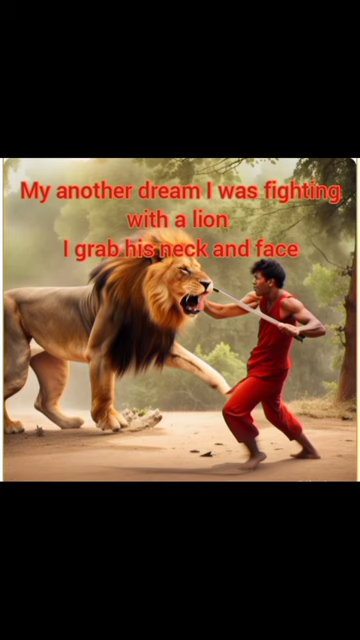 My another dream I was fighting
with a lion
I grab his neck and face